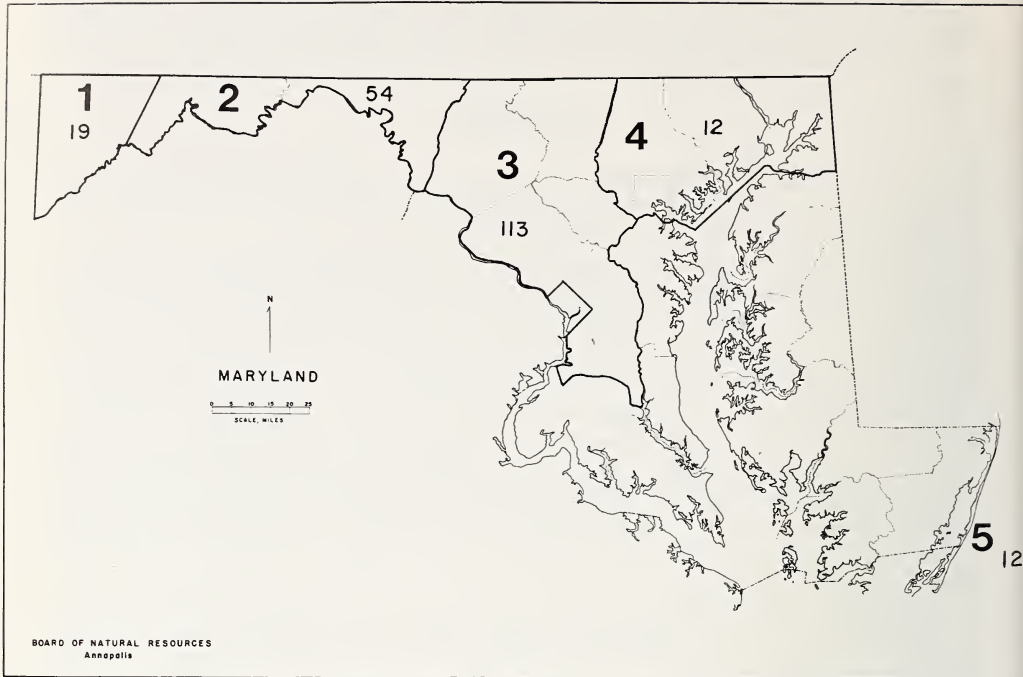 1
2
54
19
3
4
12
113
N
MARYLAND
0 5 10 15 20 25
SCALE, MILES
5
12
BOARD OF NATURAL RESOURCES
Annapolis